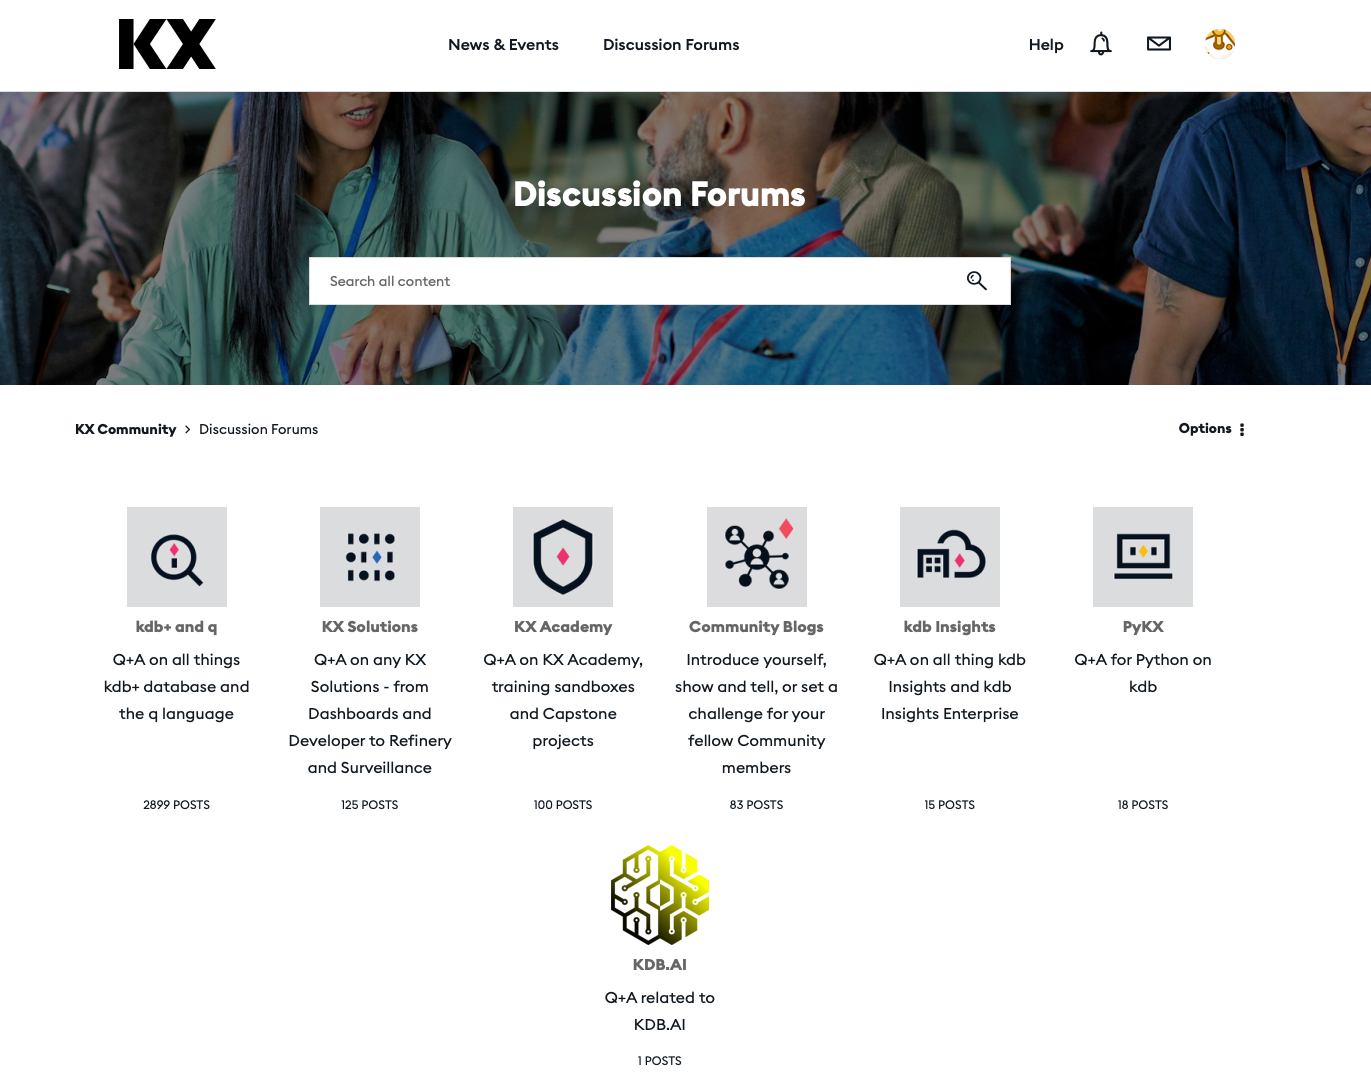 KX
News & Events
Discussion Forums
Help
Discussion Forums
Search all content
KX Community > Discussion Forums
Options
kdb+ and q
Q+A on all things
kdb+ database and
the q language
2899 POSTS
KX Solutions
Q+A on any KX
Solutions - from
Dashboards and
Developer to Refinery
and Surveillance
125 POSTS
KX Academy
Q+A on KX Academy,
training sandboxes
and Capstone
projects
100 POSTS
Community Blogs
Introduce yourself,
show and tell, or set a
challenge for your
fellow Community
members
83 POSTS
kdb Insights
Q+A on all thing kdb
Insights and kdb
Insights Enterprise
15 POSTS
PyKX
Q+A for Python on
kdb
18 POSTS
KDB.AI
Q+A related to
KDB.AI
1 POSTS